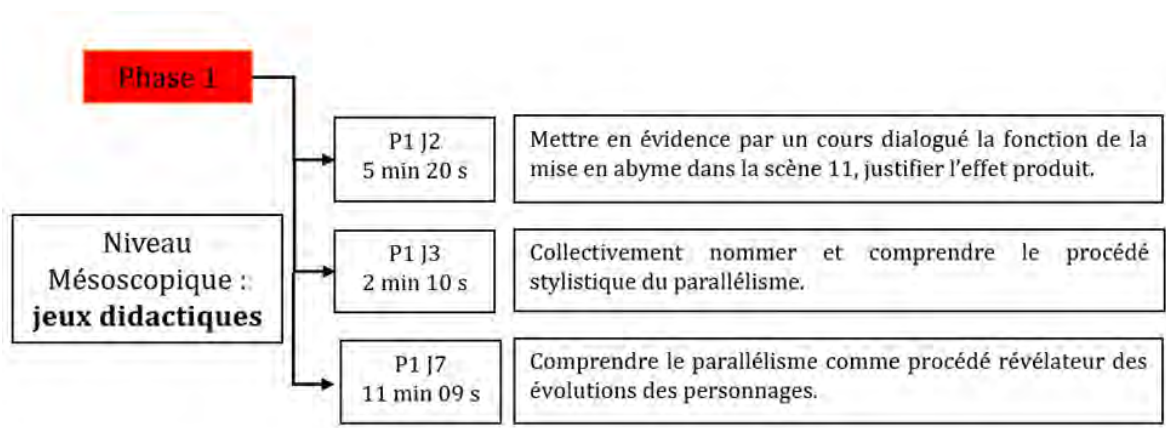 Phase 1
P1 J2
5 min 20 s
Mettre en évidence par un cours dialogué la fonction de la
mise en abyme dans la scène 11, justifier l’effet produit.
Niveau
Mésoscopique :
jeux didactiques
P1 J3
2 min 10 s
Collectivement nommer et comprendre le procédé
stylistique du parallélisme.
P1 J7
11 min 09 s
Comprendre le parallélisme comme procédé révélateur des
évolutions des personnages.